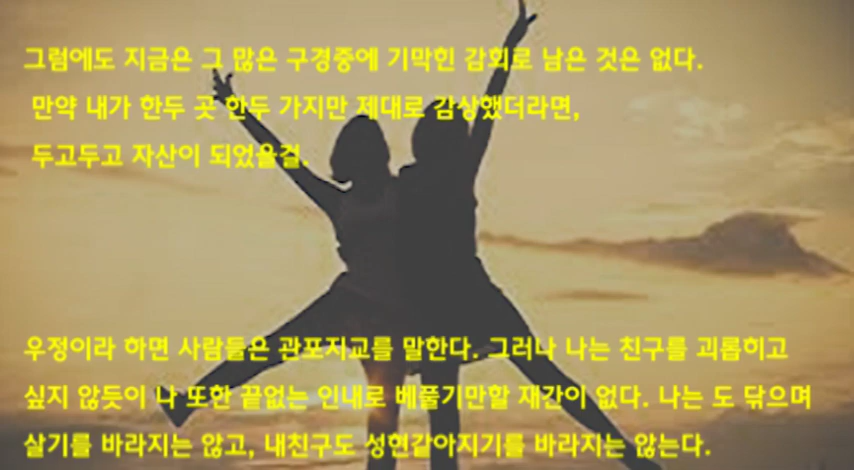 그럼에도 지금은 그 많은 구경중에 기막힌 감회로 남은 것은 없다.
만약 내가 한두 곳 한두 가지만 제대로 감상했더라면,
두고두고 자산이 되었을걸.
우정이라 하면 사람들은 관포지교를 말한다. 그러나 나는 친구를 괴롭히고
싶지 않듯이 나 또한 끝없는 인내로 베풀기만할 재간이 없다. 나는 도 닦으며
살기를 바라지는 않고, 내친구도 성현같아지기를 바라지는 않는다.